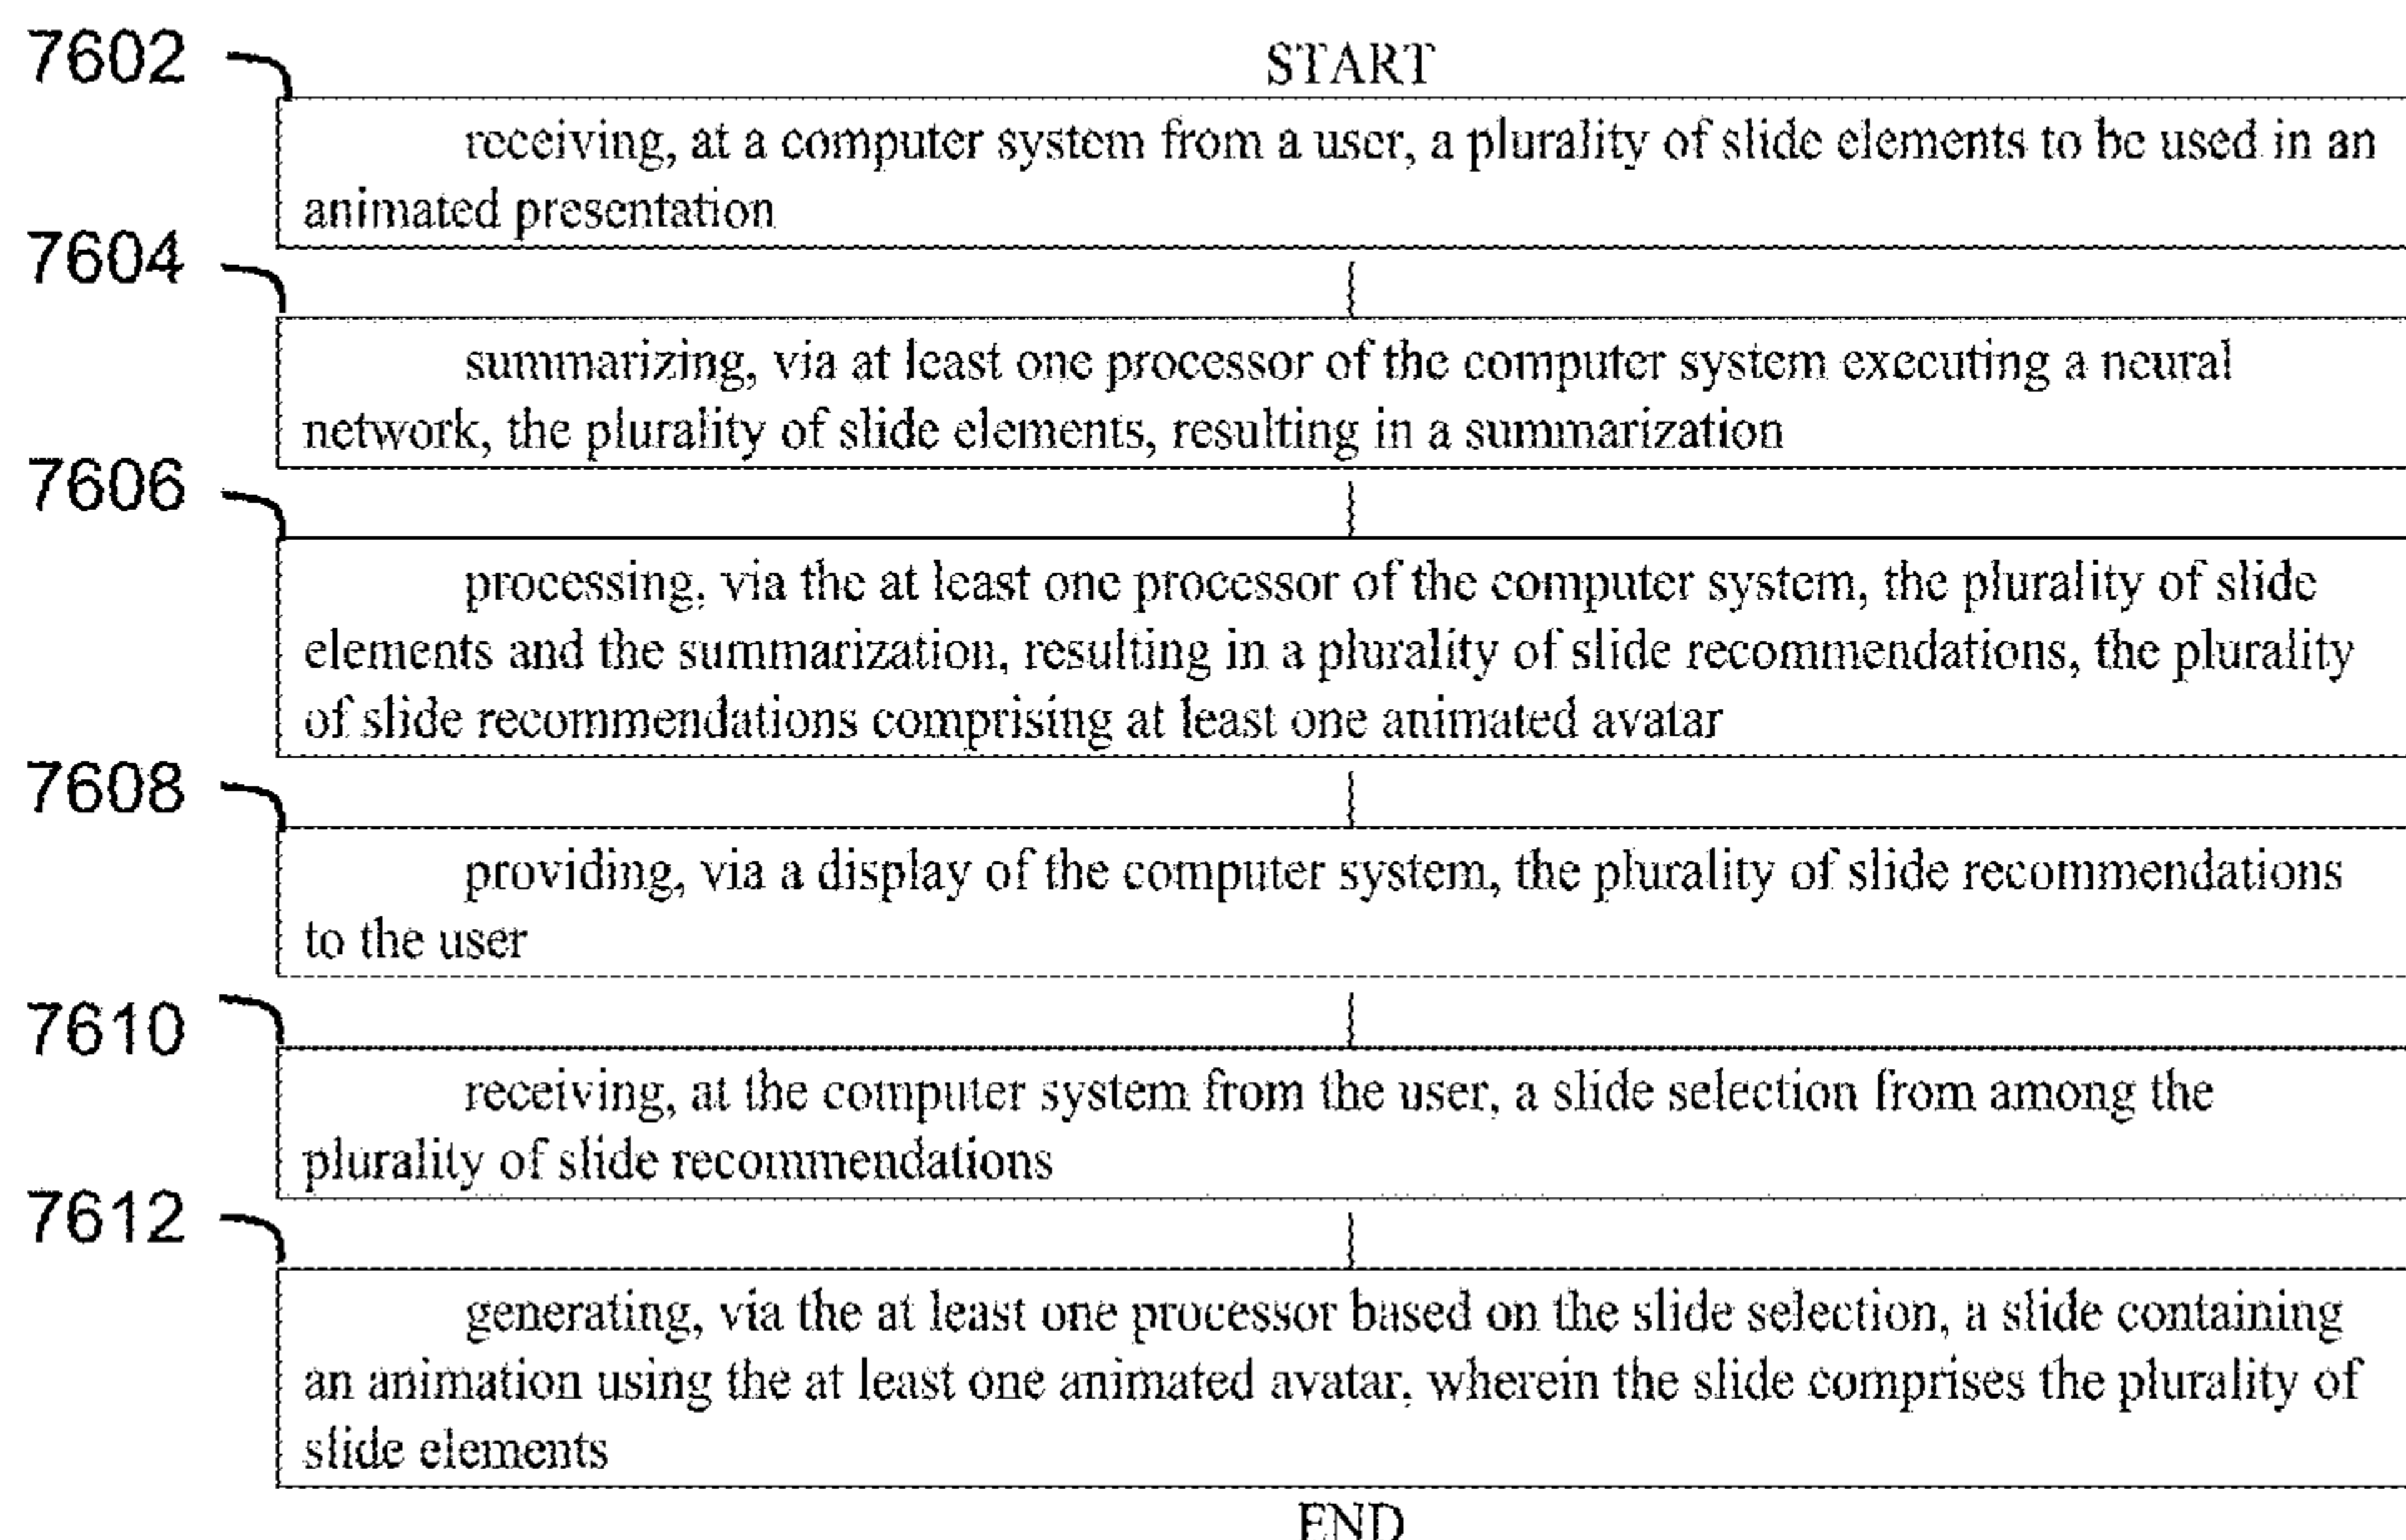 7602
START
receiving, at a computer system from a user, a plurality of slide elements to be used in an
animated presentation
7604
summarizing, via at least one processor of the computer system executing a neural
network, the plurality of slide elements, resulting in a summarization
7606
processing, via the at least one processor of the computer system, the plurality of slide
elements and the summarization, resulting in a plurality of slide recommendations, the plurality
of slide recommendations comprising at least one animated avatar
7608
providing, via a display of the computer system, the plurality of slide recommendations
to the user
7610
receiving, at the computer system from the user, a slide selection from among the
plurality of slide recommendations
7612
generating, via the at least one processor based on the slide selection, a slide containing
an animation using the at least one animated avatar, wherein the slide comprises the plurality of
slide elements
END